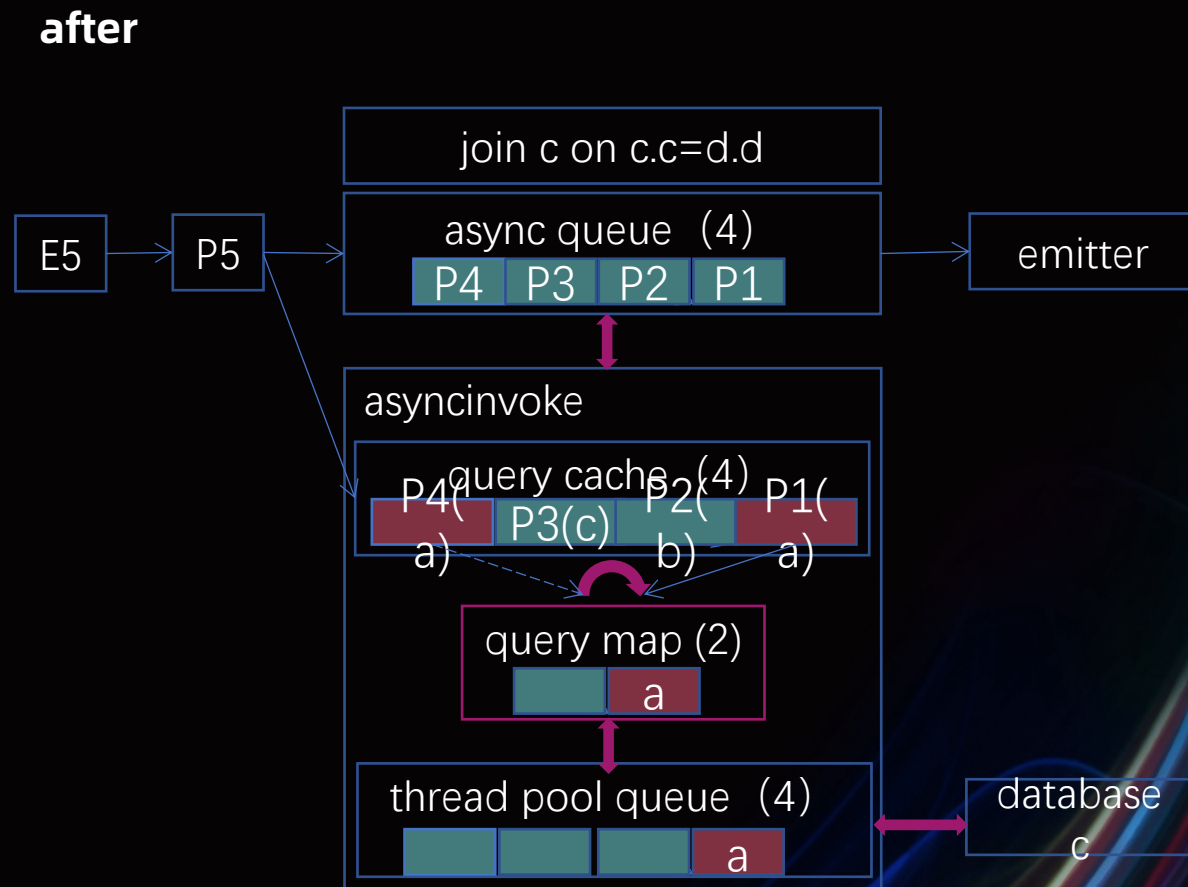 after
join c on c.c=d.d
E5
P5
async queue（4）
P4 P3 P2 P1
emitter
asyncinvoke
query cache（4）
P4(
a)
P3(c)
P2(
b)
P1(
a)
query map (2)
a
thread pool queue（4）
a
database
c